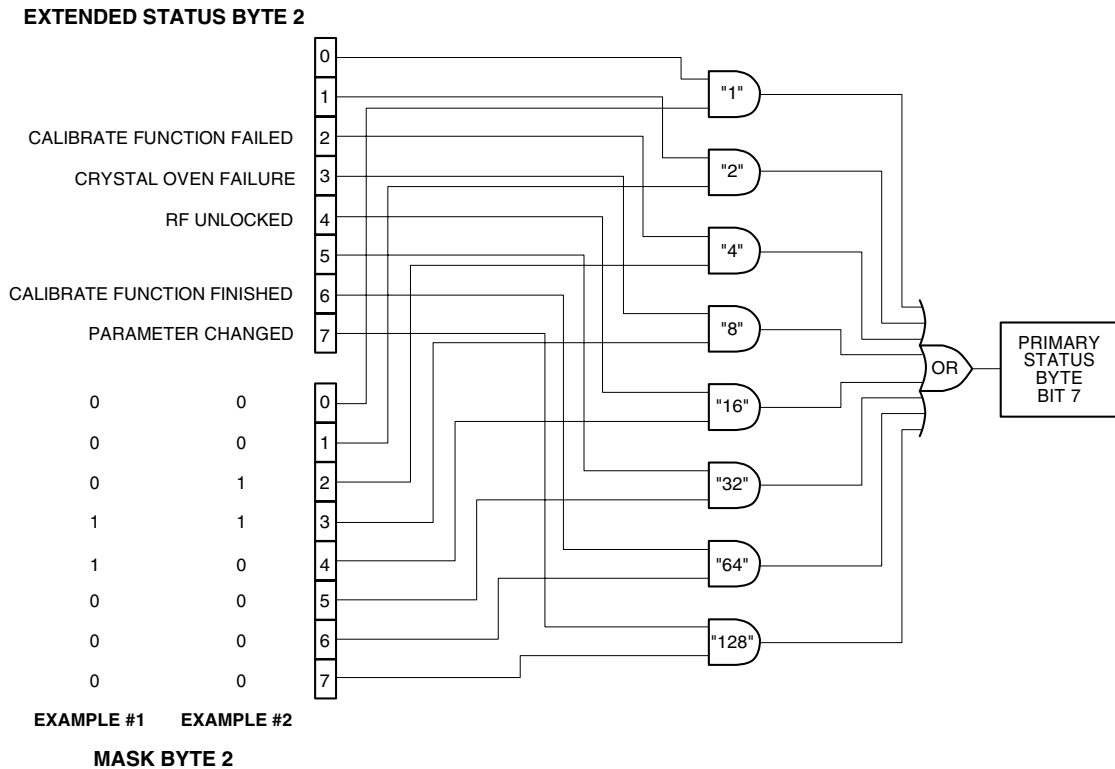 EXTENDED STATUS BYTE 2
0
1
CALIBRATE FUNCTION FAILED 2
CRYSTAL OVEN FAILURE 3
RF UNLOCKED 4
5
CALIBRATE FUNCTION FINISHED 6
PARAMETER CHANGED 7
0 0 0
0 0 1
0 1 2
1 1 3
1 0 4
0 0 5
0 0 6
0 0 7
EXAMPLE #1 EXAMPLE #2
MASK BYTE 2
"1"
"2"
"4"
"8"
"16"
"32"
"64"
"128"
OR
PRIMARY
STATUS
BYTE
BIT 7